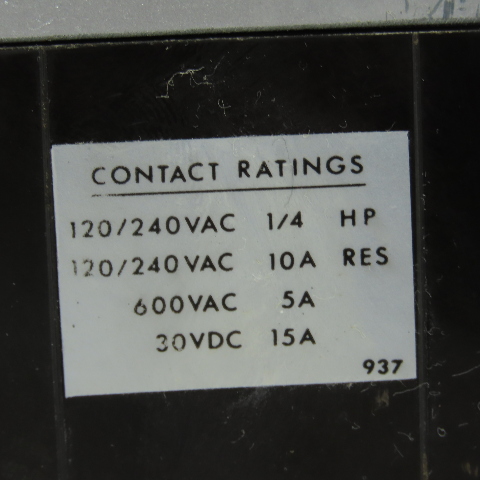 CONTACT RATINGS
120/240VAC 1/4 HP
120/240VAC 10A RES
600VAC 5A
30VDC 15A
937